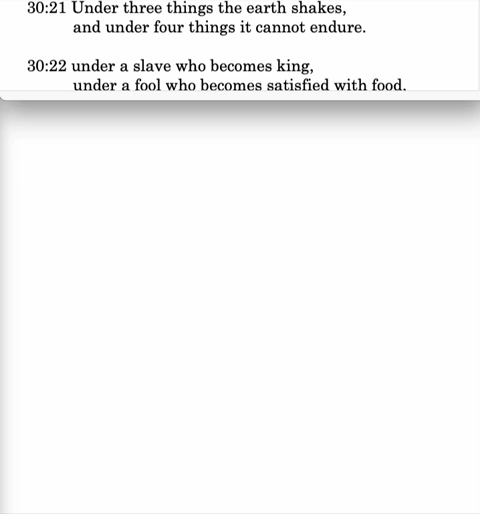 30:21 Under three things the earth shakes,
and under four things it cannot endure.
30:22 under a slave who becomes king,
under a fool who becomes satisfied with food.